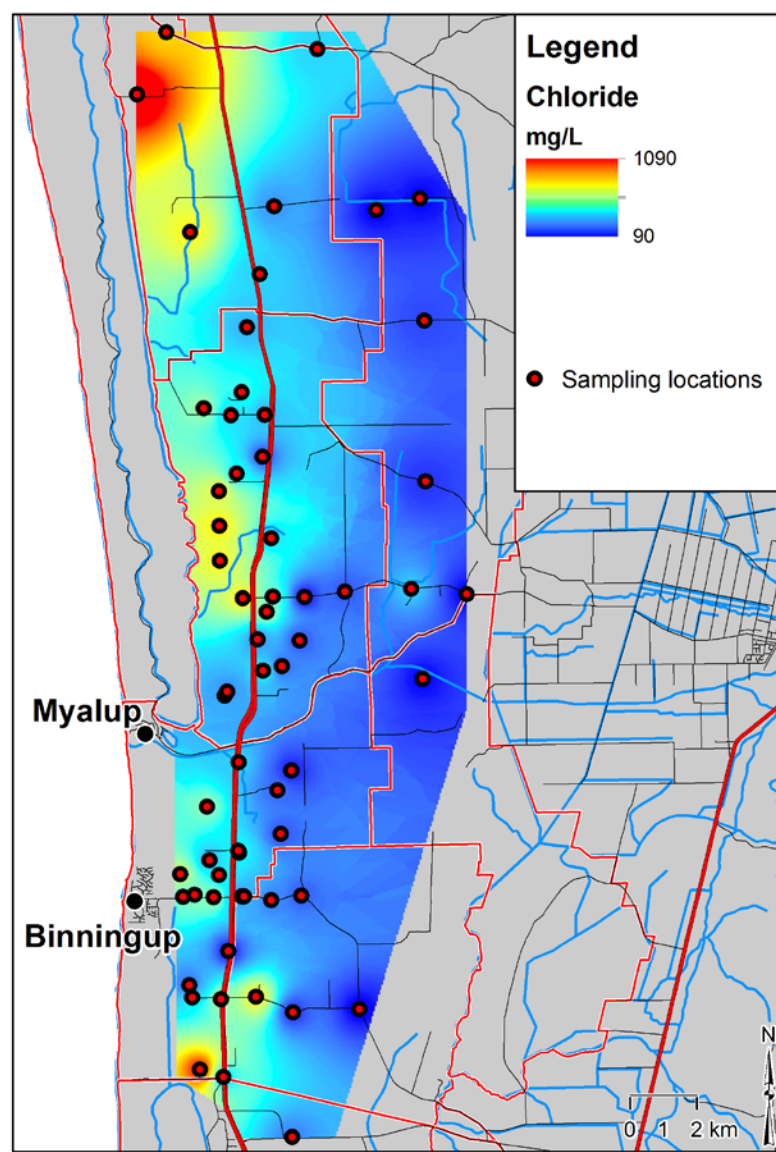 Legend
Chloride
mg/L
1090
90
Sampling locations
Myalup
Binningup
N
0 1 2 km